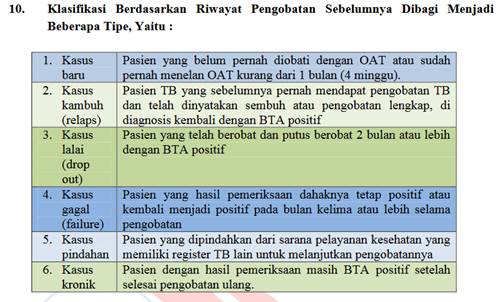 10. Klasifikasi Berdasarkan Riwayat Pengobatan Sebelumnya Dibagi Menjadi
Beberapa Tipe, Yaitu :
1. Kasus baru
Pasien yang belum pernah diobati dengan OAT atau sudah
pernah menelan OAT kurang dari 1 bulan (4 minggu).
2. Kasus kambuh (relaps)
Pasien TB yang sebelumnya pernah mendapat pengobatan TB
dan telah dinyatakan sembuh atau pengobatan lengkap, di
diagnosis kembali dengan BTA positif
3. Kasus lalai (drop out)
Pasien yang telah berobat dan putus berobat 2 bulan atau lebih
dengan BTA positif
4. Kasus gagal (failure)
Pasien yang hasil pemeriksaan dahaknya tetap positif atau
kembali menjadi positif pada bulan kelima atau lebih selama
pengobatan
5. Kasus pindahan
Pasien yang dipindahkan dari sarana pelayanan kesehatan yang
memiliki register TB lain untuk melanjutkan pengobatannya
6. Kasus kronik
Pasien dengan hasil pemeriksaan masih BTA positif setelah
selesai pengobatan ulang.